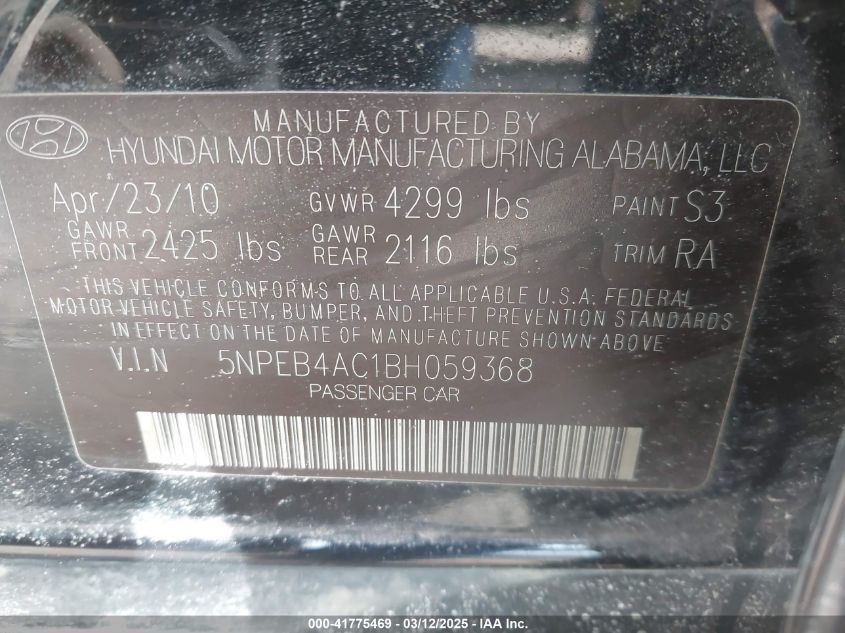 MANUFACTURED BY
HYUNDAI MOTOR MANUFACTURING ALABAMA, LLC
Apr/23/10 GVWR 4299 lbs PAINT S3
GAWR FRONT 2425 lbs GAWR REAR 2116 lbs TRIM RA
THIS VEHICLE CONFORMS TO ALL APPLICABLE U.S.A. FEDERAL
MOTOR VEHICLE SAFETY, BUMPER, AND THEFT PREVENTION STANDARDS
IN EFFECT ON THE DATE OF MANUFACTURE SHOWN ABOVE
V.I.N 5NPEB4AC1BH059368
PASSENGER CAR
000-41775469 - 03/12/2025 - IAA Inc.